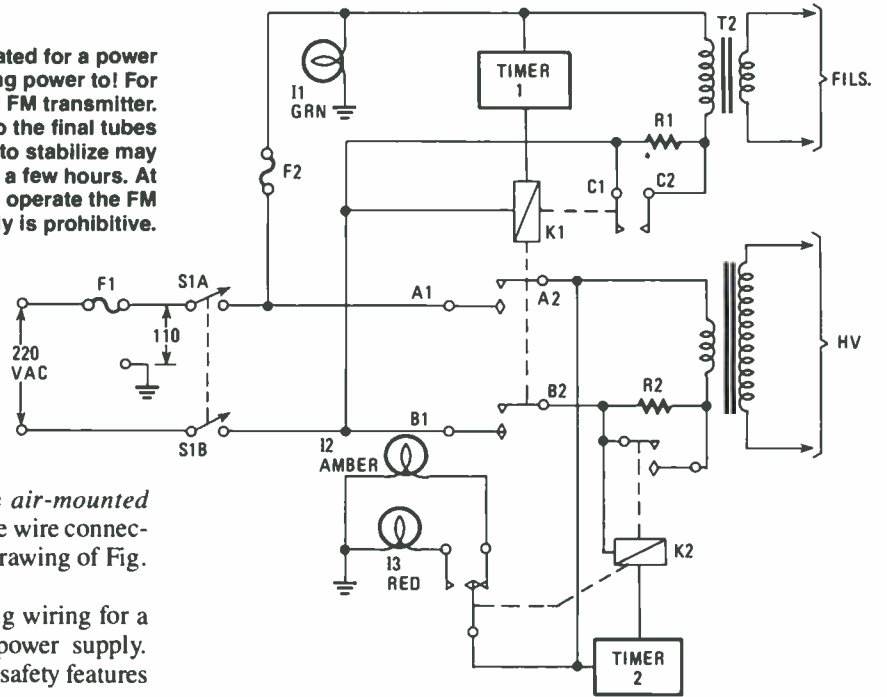 ated for a power
ng power to! For
FM transmitter.
o the final tubes
to stabilize may
a few hours. At
operate the FM
ly is prohibitive.
I1
GRN
TIMER
1
T2
FILS.
R1
F2
C1
C2
K1
F1
S1A
A1
A2
110
220
VAC
HV
R2
B2
B1
S1B
I2
AMBER
e air-mounted
e wire connec-
rawing of Fig.
I3
RED
K2
g wiring for a
power supply.
safety features
TIMER
2